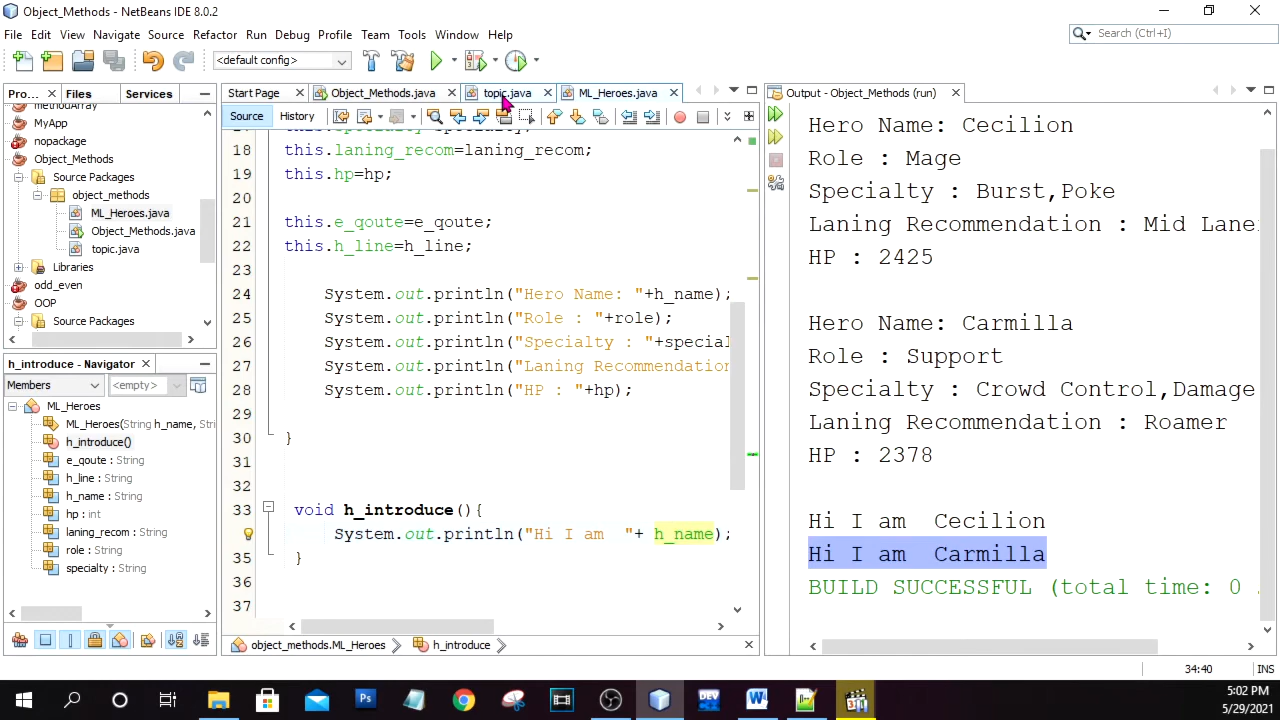 Object_Methods - NetBeans IDE 8.0.2
File Edit View Navigate Source Refactor Run Debug Profile Team Tools Window Help
Search (Ctrl+I)
<default config>
Pro... Files Services
Start Page Object_Methods.java topic.java ML_Heroes.java
Output - Object_Methods (run)
Source History
methodArray
MyApp
nopackage
Object_Methods
Source Packages
object_methods
ML_Heroes.java
Object_Methods.java
topic.java
Libraries
odd_even
OOP
Source Packages
h_introduce - Navigator
Members <empty>
ML_Heroes
ML_Heroes(String h_name, Stri
h_introduce()
e_qoute : String
h_line : String
h_name : String
hp : int
laning_recom : String
role : String
specialty : String
18 this.laning_recom=laning_recom;
19 this.hp=hp;
20
21 this.e_qoute=e_qoute;
22 this.h_line=h_line;
23
24 System.out.println("Hero Name: "+h_name);
25 System.out.println("Role : "+role);
26 System.out.println("Specialty : "+special
27 System.out.println("Laning Recommendation
28 System.out.println("HP : "+hp);
29
30 }
31
32
33 void h_introduce(){
System.out.println("Hi I am  "+ h_name);
35 }
36
37
object_methods.ML_Heroes h_introduce
Hero Name: Cecilion
Role : Mage
Specialty : Burst,Poke
Laning Recommendation : Mid Lane
HP : 2425
Hero Name: Carmilla
Role : Support
Specialty : Crowd Control,Damage
Laning Recommendation : Roamer
HP : 2378
Hi I am  Cecilion
Hi I am  Carmilla
BUILD SUCCESSFUL (total time: 0
34:40 INS
Ps DEV W
5:02 PM
5/29/2021